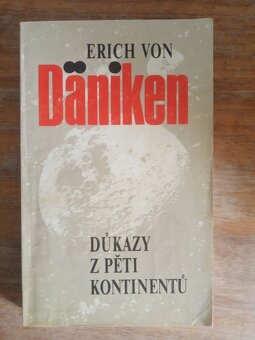 ERICH VON
Däniken
DŮKAZY
Z PĚTI
KONTINENTŮ